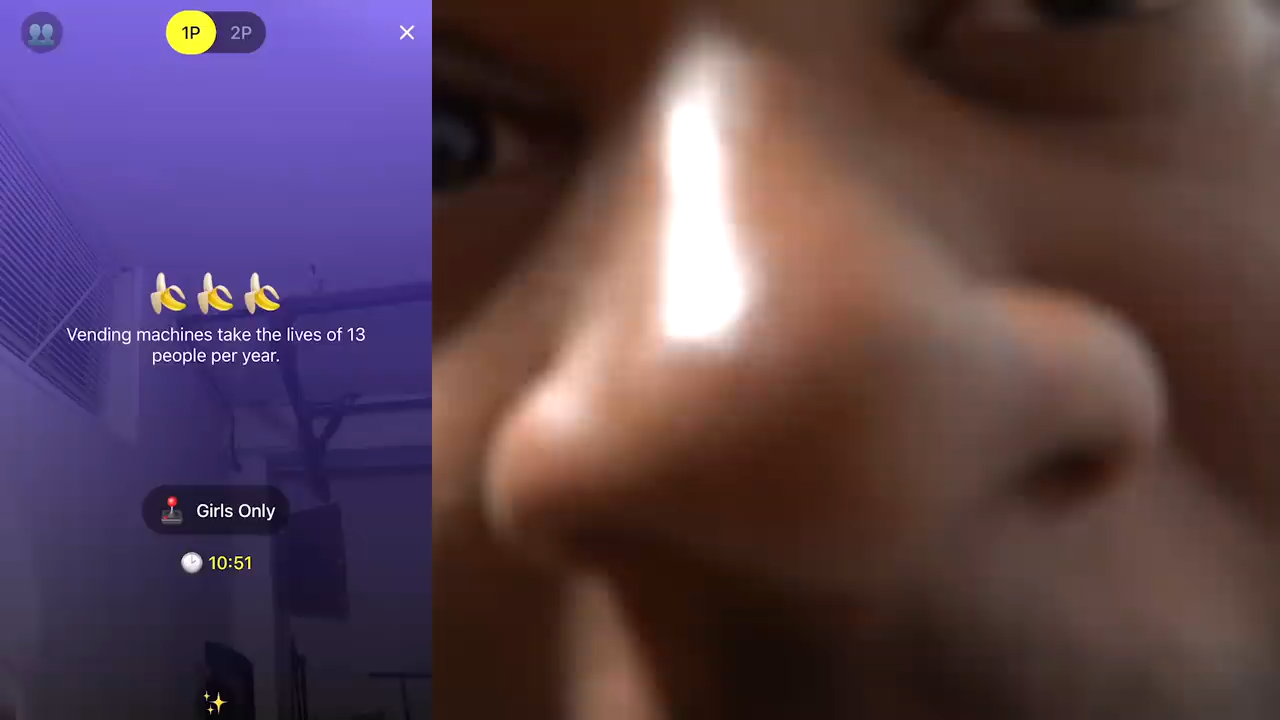 1P 2P
Vending machines take the lives of 13
people per year.
Girls Only
10:51